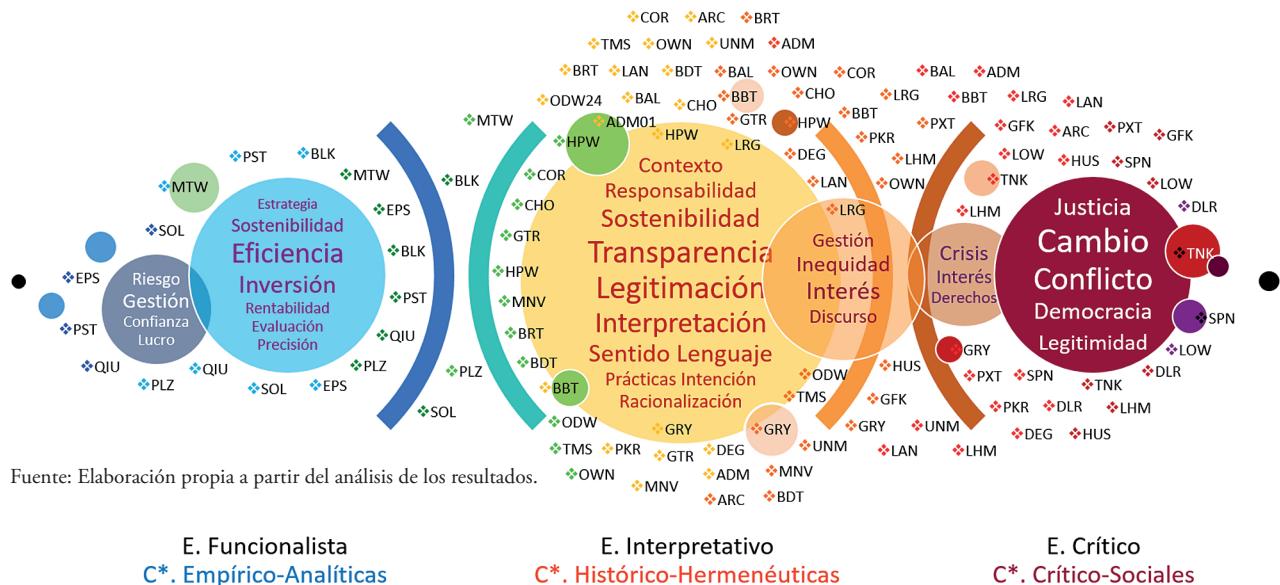 COR ARC BRT
TMS OWN UNM ADM
BRT LAN BDT BAL OWN COR BAL ADM
ODW24 BAL CHO BBT CHO LRG BBT LRG LAN
MTW ADM01 HPW GTR HPW BBT PXT GFK ARC PXT GFK
HPW LRG PKR
PST BLK DEG LHM LOW HUS SPN
MTW MTW BLK COR LAN OWN TNK LOW
EPS CHO LRG LHM DLR
SOL GTR
BLK TNK
EPS HPW
PST MNV SPN
PST QIU BRT GRY LOW
QIU QIU PLZ PLZ BDT HUS PXT SPN DLR
PLZ SOL EPS BBT ODW TNK
SOL TMS GFK PKR DLR LHM
ODW GRY GRY GRY UNM DEG HUS
TMS PKR GTR DEG UNM LAN LHM
OWN MNV ADM MNV
ARC BDT
Riesgo
Gestión
Confianza
Lucro
Estrategia
Sostenibilidad
Eficiencia
Inversión
Rentabilidad
Evaluación
Precisión
Contexto
Responsabilidad
Sostenibilidad
Transparencia
Legitimación
Interpretación
Sentido Lenguaje
Prácticas Intención
Racionalización
Gestión
Inequidad
Interés
Discurso
Crisis
Interés
Derechos
Justicia
Cambio
Conflicto
Democracia
Legitimidad
Fuente: Elaboración propia a partir del análisis de los resultados.
E. Funcionalista
C*. Empírico-Analíticas
E. Interpretativo
C*. Histórico-Hermenéuticas
E. Crítico
C*. Crítico-Sociales